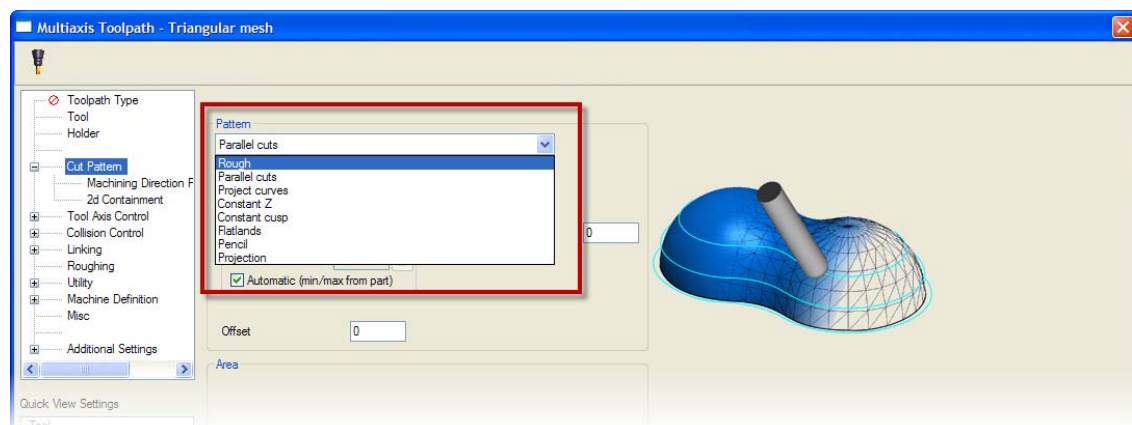 Multiaxis Toolpath - Triangular mesh
Toolpath Type
Tool
Holder
Cut Pattern
Machining Direction F
2d Containment
Tool Axis Control
Collision Control
Linking
Roughing
Utility
Machine Definition
Misc
Additional Settings
Quick View Settings
Tool
Pattern
Parallel cuts
Rough
Parallel cuts
Project curves
Constant Z
Constant cusp
Flatlands
Pencil
Projection
0
Automatic (min/max from part)
Offset
0
Area